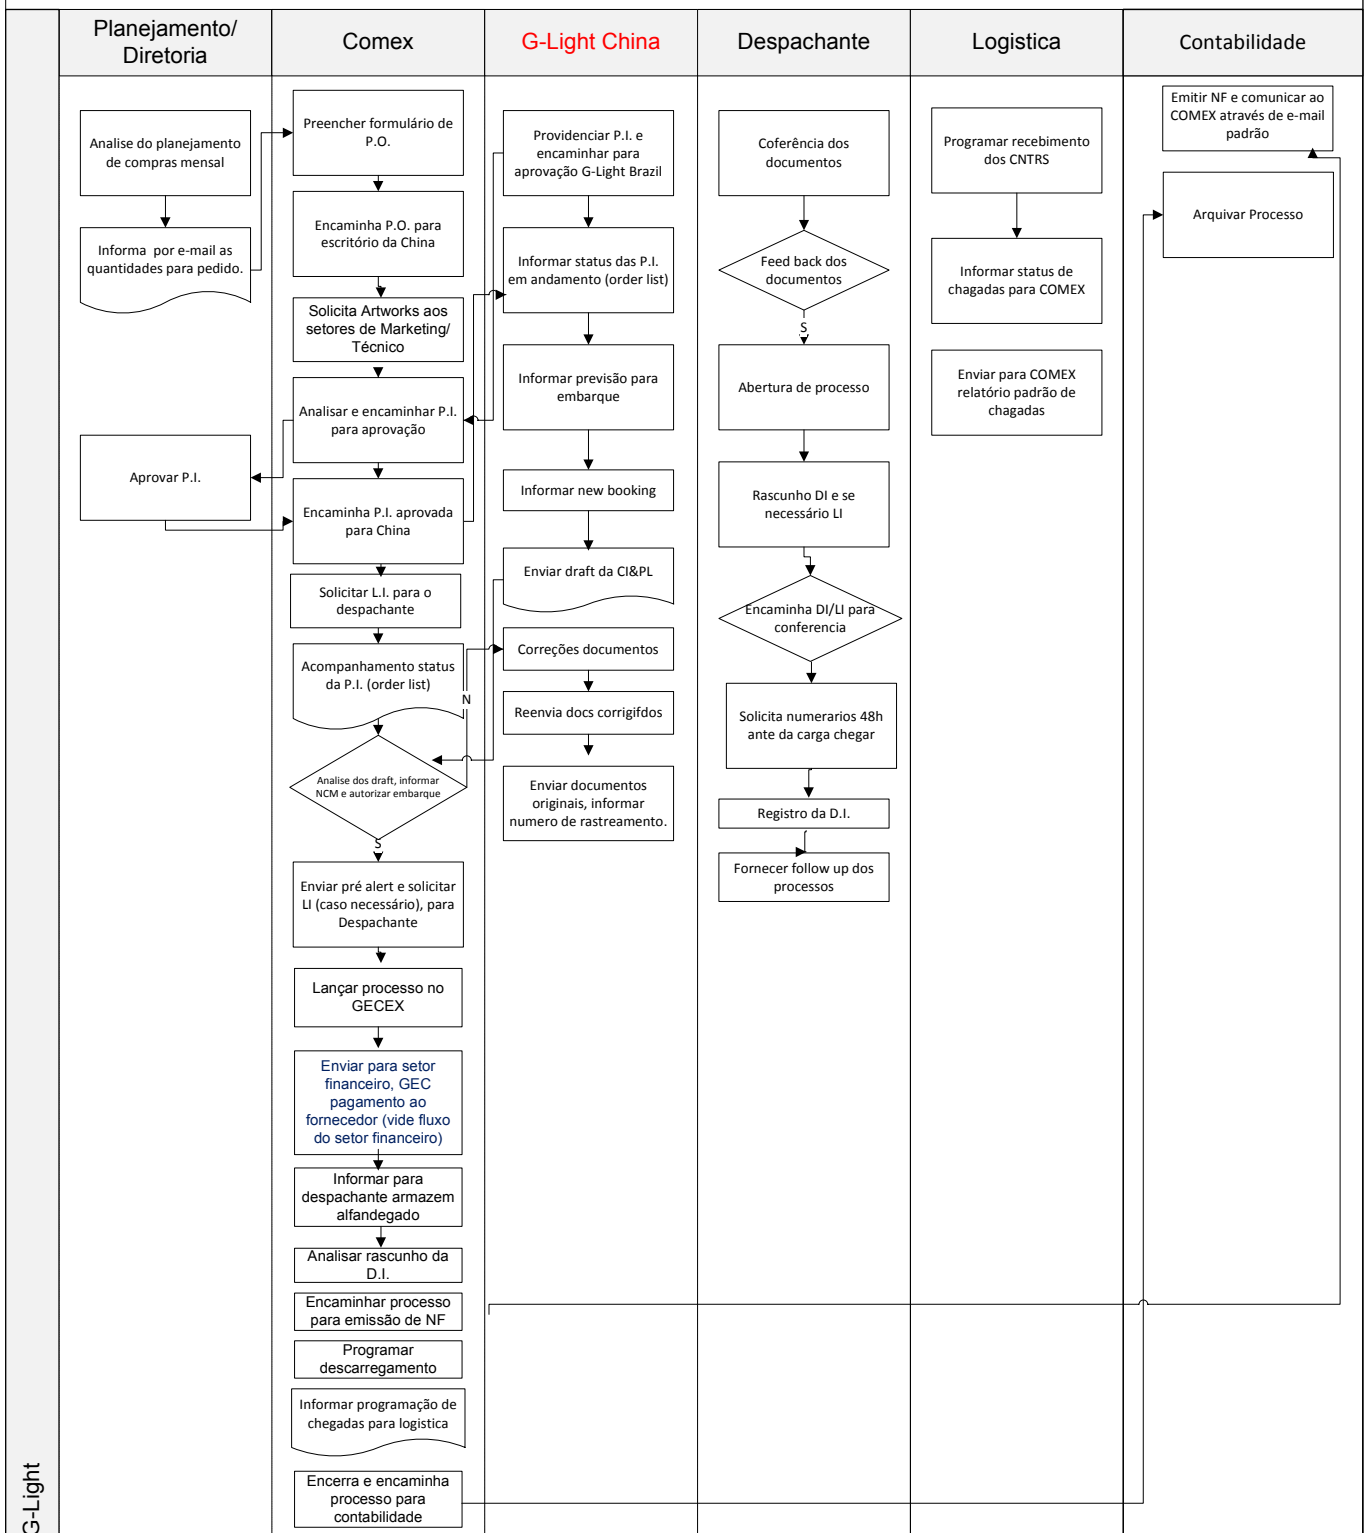 Planejamento/
Diretoria
Comex
G-Light China
Despachante
Logistica
Contabilidade
Analise do planejamento
de compras mensal
Informa  por e-mail as
quantidades para pedido.
Aprovar P.I.
Preencher formulário de
P.O.
Encaminha P.O. para
escritório da China
Solicita Artworks aos
setores de Marketing/
Técnico
Analisar e encaminhar P.I.
para aprovação
Encaminha P.I. aprovada
para China
Solicitar L.I. para o
despachante
Acompanhamento status
da P.I. (order list)
N
Analise dos draft, informar
NCM e autorizar embarque
S
Enviar pré alert e solicitar
LI (caso necessário), para
Despachante
Lançar processo no
GECEX
Enviar para setor
financeiro, GEC
pagamento ao
fornecedor (vide fluxo
do setor financeiro)
Informar para
despachante armazem
alfandegado
Analisar rascunho da
D.I.
Encaminhar processo
para emissão de NF
Programar
descarregamento
Informar programação de
chegadas para logistica
Encerra e encaminha
processo para
contabilidade
Providenciar P.I. e
encaminhar para
aprovação G-Light Brazil
Informar status das P.I.
em andamento (order list)
Informar previsão para
embarque
Informar new booking
Enviar draft da CI&PL
Correções documentos
Reenvia docs corrigifdos
Enviar documentos
originais, informar
numero de rastreamento.
Coferência dos
documentos
Feed back dos
documentos
S
Abertura de processo
Rascunho DI e se
necessário LI
Encaminha DI/LI para
conferencia
Solicita numerarios 48h
ante da carga chegar
Registro da D.I.
Fornecer follow up dos
processos
Programar recebimento
dos CNTRS
Informar status de
chagadas para COMEX
Enviar para COMEX
relatório padrão de
chagadas
Emitir NF e comunicar ao
COMEX através de e-mail
padrão
Arquivar Processo
G-Light